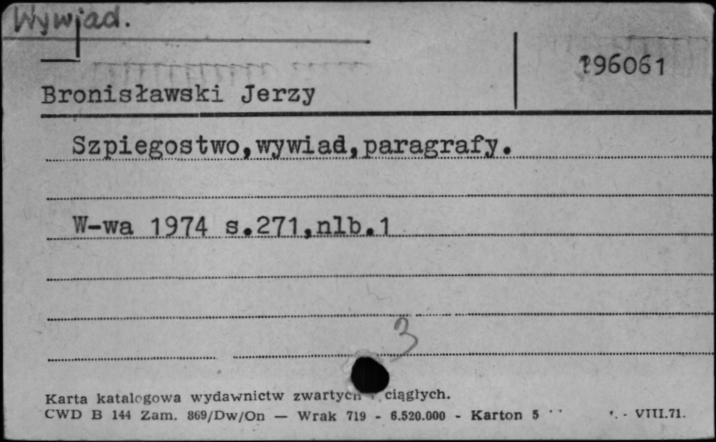 Wywiad.
196061
Bronisławski Jerzy
Szpiegostwo,wywiad,paragrafy.
W-wa 1974 s.271,nlb.1
3
Karta katalogowa wydawnictw zwartych ciągłych.
CWD B 144 Zam. 869/Dw/On — Wrak 719 - 6.520.000 - Karton 5 - VIII.71.